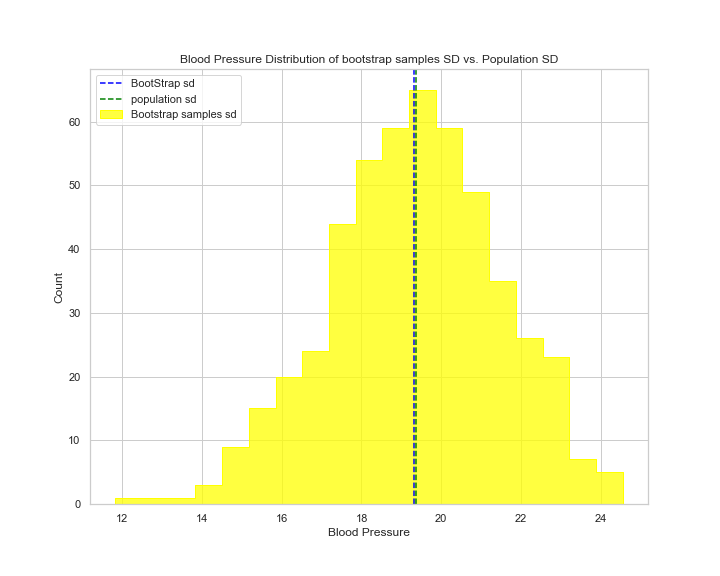 Blood Pressure Distribution of bootstrap samples SD vs. Population SD
BootStrap sd
population sd
Bootstrap samples sd
60
50
40
30
20
10
0
Count
12
14
16
18
20
22
24
Blood Pressure